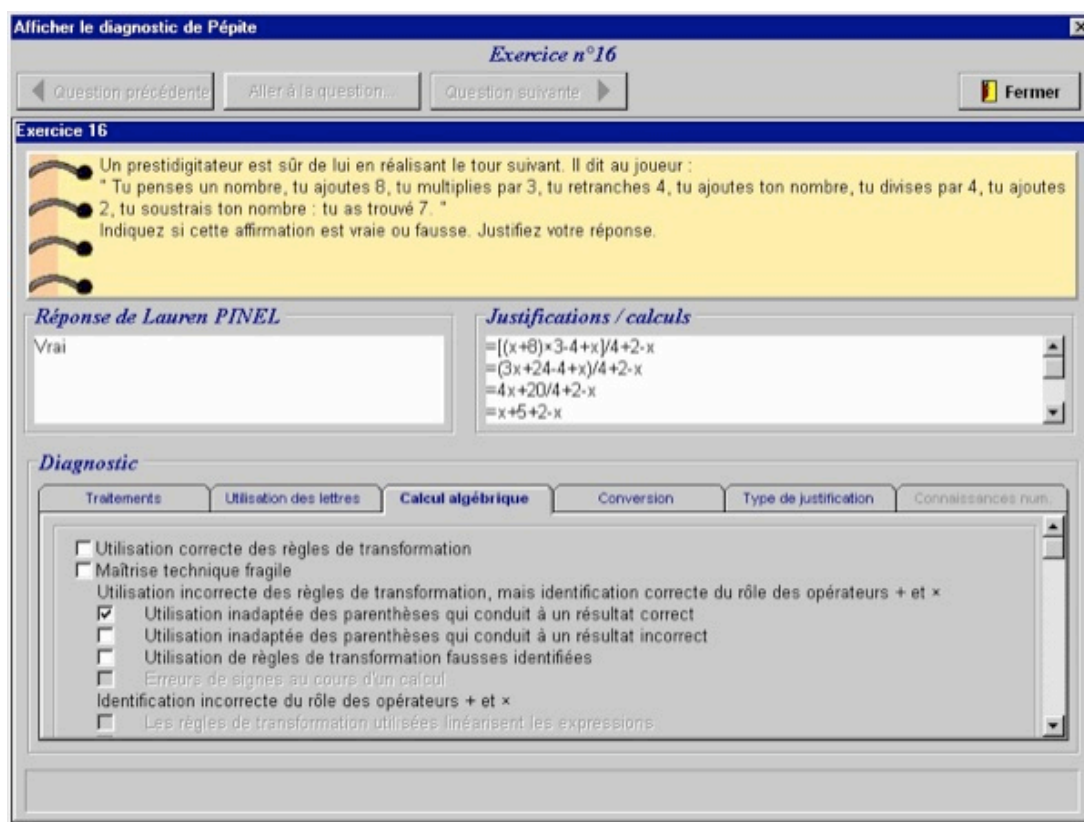 Afficher le diagnostic de Pépite
Exercice n°16
Question précédente
Aller à la question...
Question suivante
Fermer
Exercice 16
Un prestidigitateur est sûr de lui en réalisant le tour suivant. Il dit au joueur :
" Tu penses un nombre, tu ajoutes 8, tu multiplies par 3, tu retranches 4, tu ajoutes ton nombre, tu divises par 4, tu ajoutes
2, tu soustrais ton nombre : tu as trouvé 7. "
Indiquez si cette affirmation est vraie ou fausse. Justifiez votre réponse.
Réponse de Lauren PINEL
Vrai
Justifications / calculs
=[(x+8)×3-4+x]/4+2-x
=(3x+24-4+x)/4+2-x
=4x+20/4+2-x
=x+5+2-x
Diagnostic
Traitements
Utilisation des lettres
Calcul algébrique
Conversion
Type de justification
Connaissances num.
Utilisation correcte des règles de transformation
Maîtrise technique fragile
Utilisation incorrecte des règles de transformation, mais identification correcte du rôle des opérateurs + et ×
Utilisation inadaptée des parenthèses qui conduit à un résultat correct
Utilisation inadaptée des parenthèses qui conduit à un résultat incorrect
Utilisation de règles de transformation fausses identifiées
Erreurs de signes au cours d'un calcul
Identification incorrecte du rôle des opérateurs + et ×
Les règles de transformation utilisées linéarisent les expressions